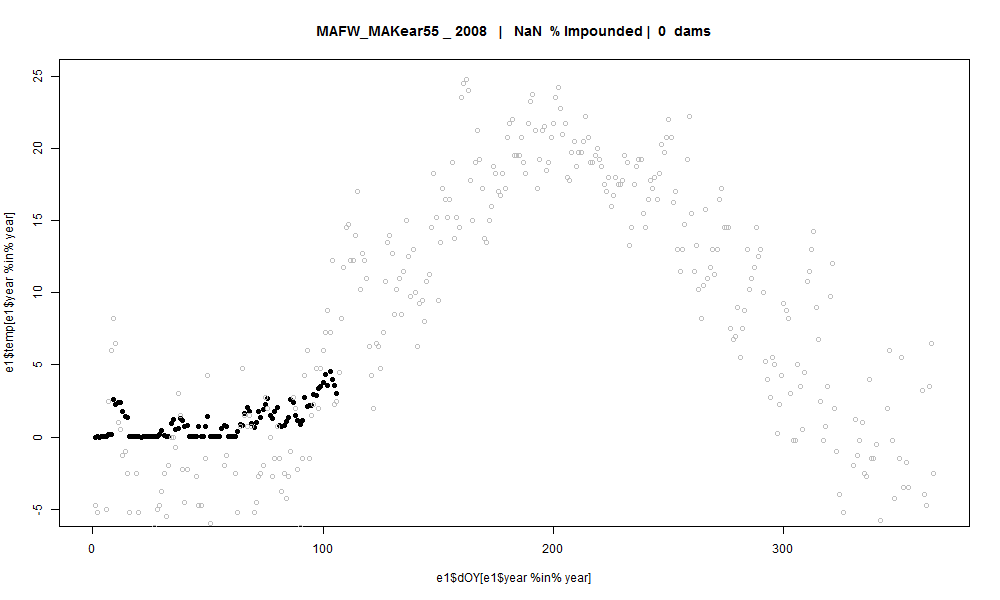 MAFW_MAKear55 _ 2008 | NaN % Impounded | 0 dams
e1$temp[e1$year %in% year]
25
20
15
10
5
0
-5
0 100 200 300
e1$dOY[e1$year %in% year]